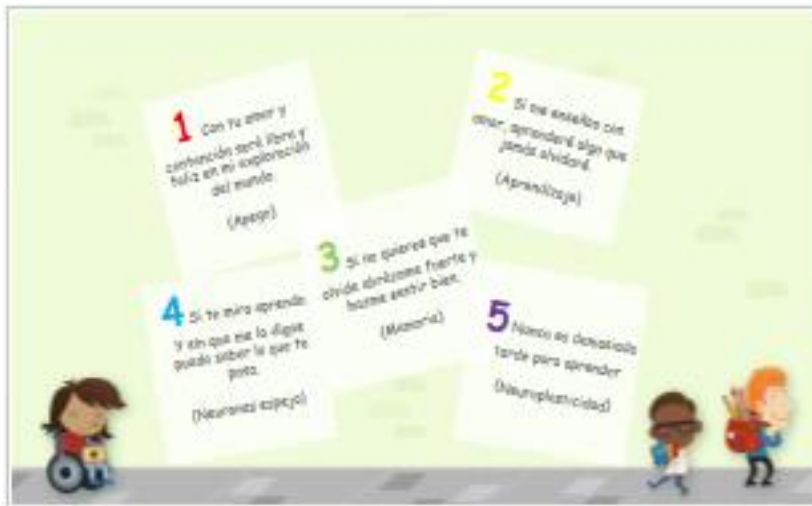 1 Con tu amor y
contención seré libre y
feliz en mi exploración
del mundo
(Apego)
2 Si me enseñas con
amor, aprenderé algo que
jamás olvidaré.
(Aprendizaje)
3 Si no quieres que te
olvide abrázame fuerte y
hazme sentir bien.
(Memoria)
4 Si te miro aprendo.
Y sin que me lo digas
puedo saber lo que te
pasa.
(Neuronas espejo)
5 Nunca es demasiado
tarde para aprender
(Neuroplasticidad)